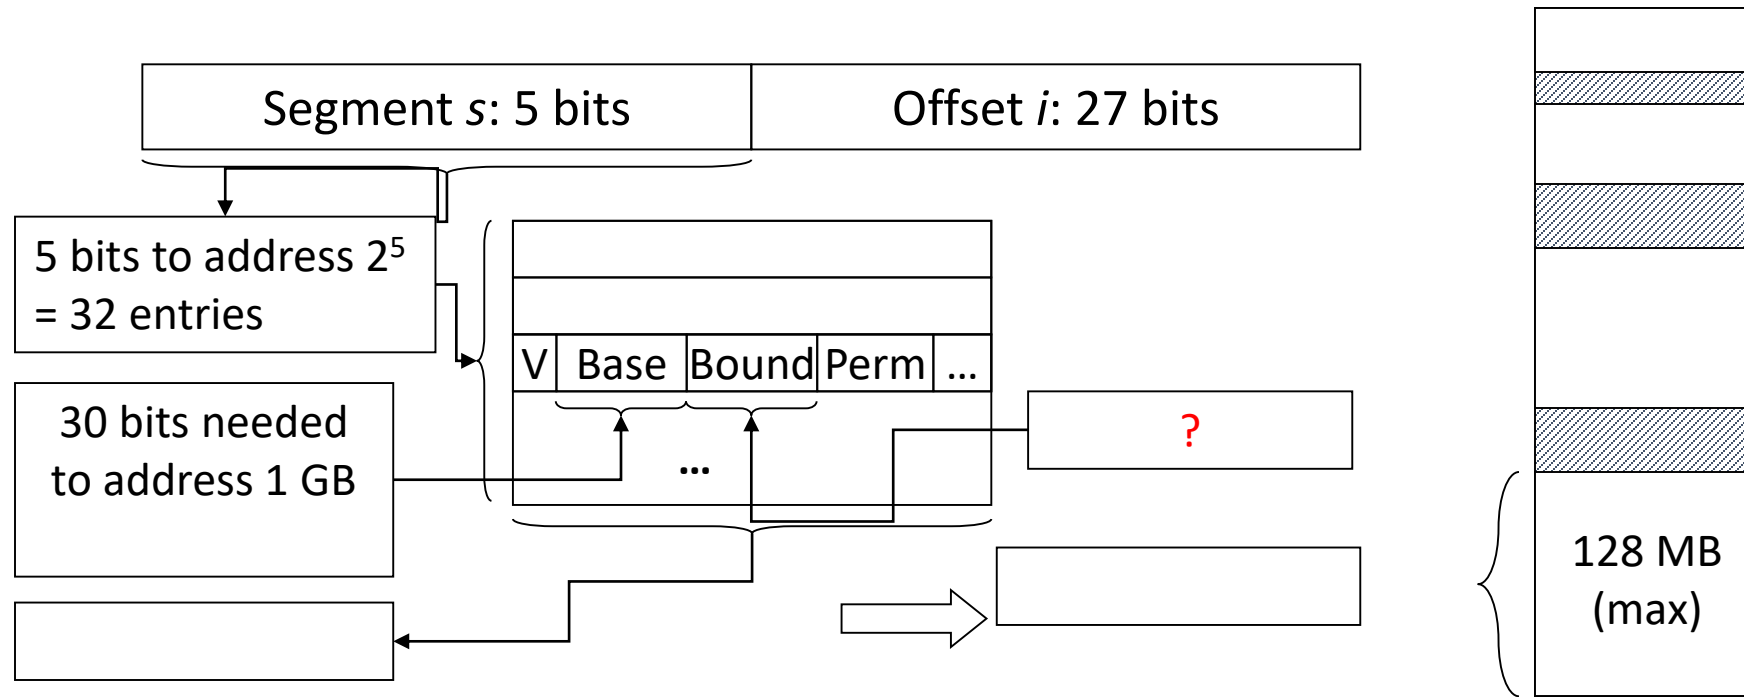 Segment s: 5 bits
Offset i: 27 bits
5 bits to address 2⁵
= 32 entries
V Base Bound Perm ...
30 bits needed
to address 1 GB
?
...
128 MB
(max)